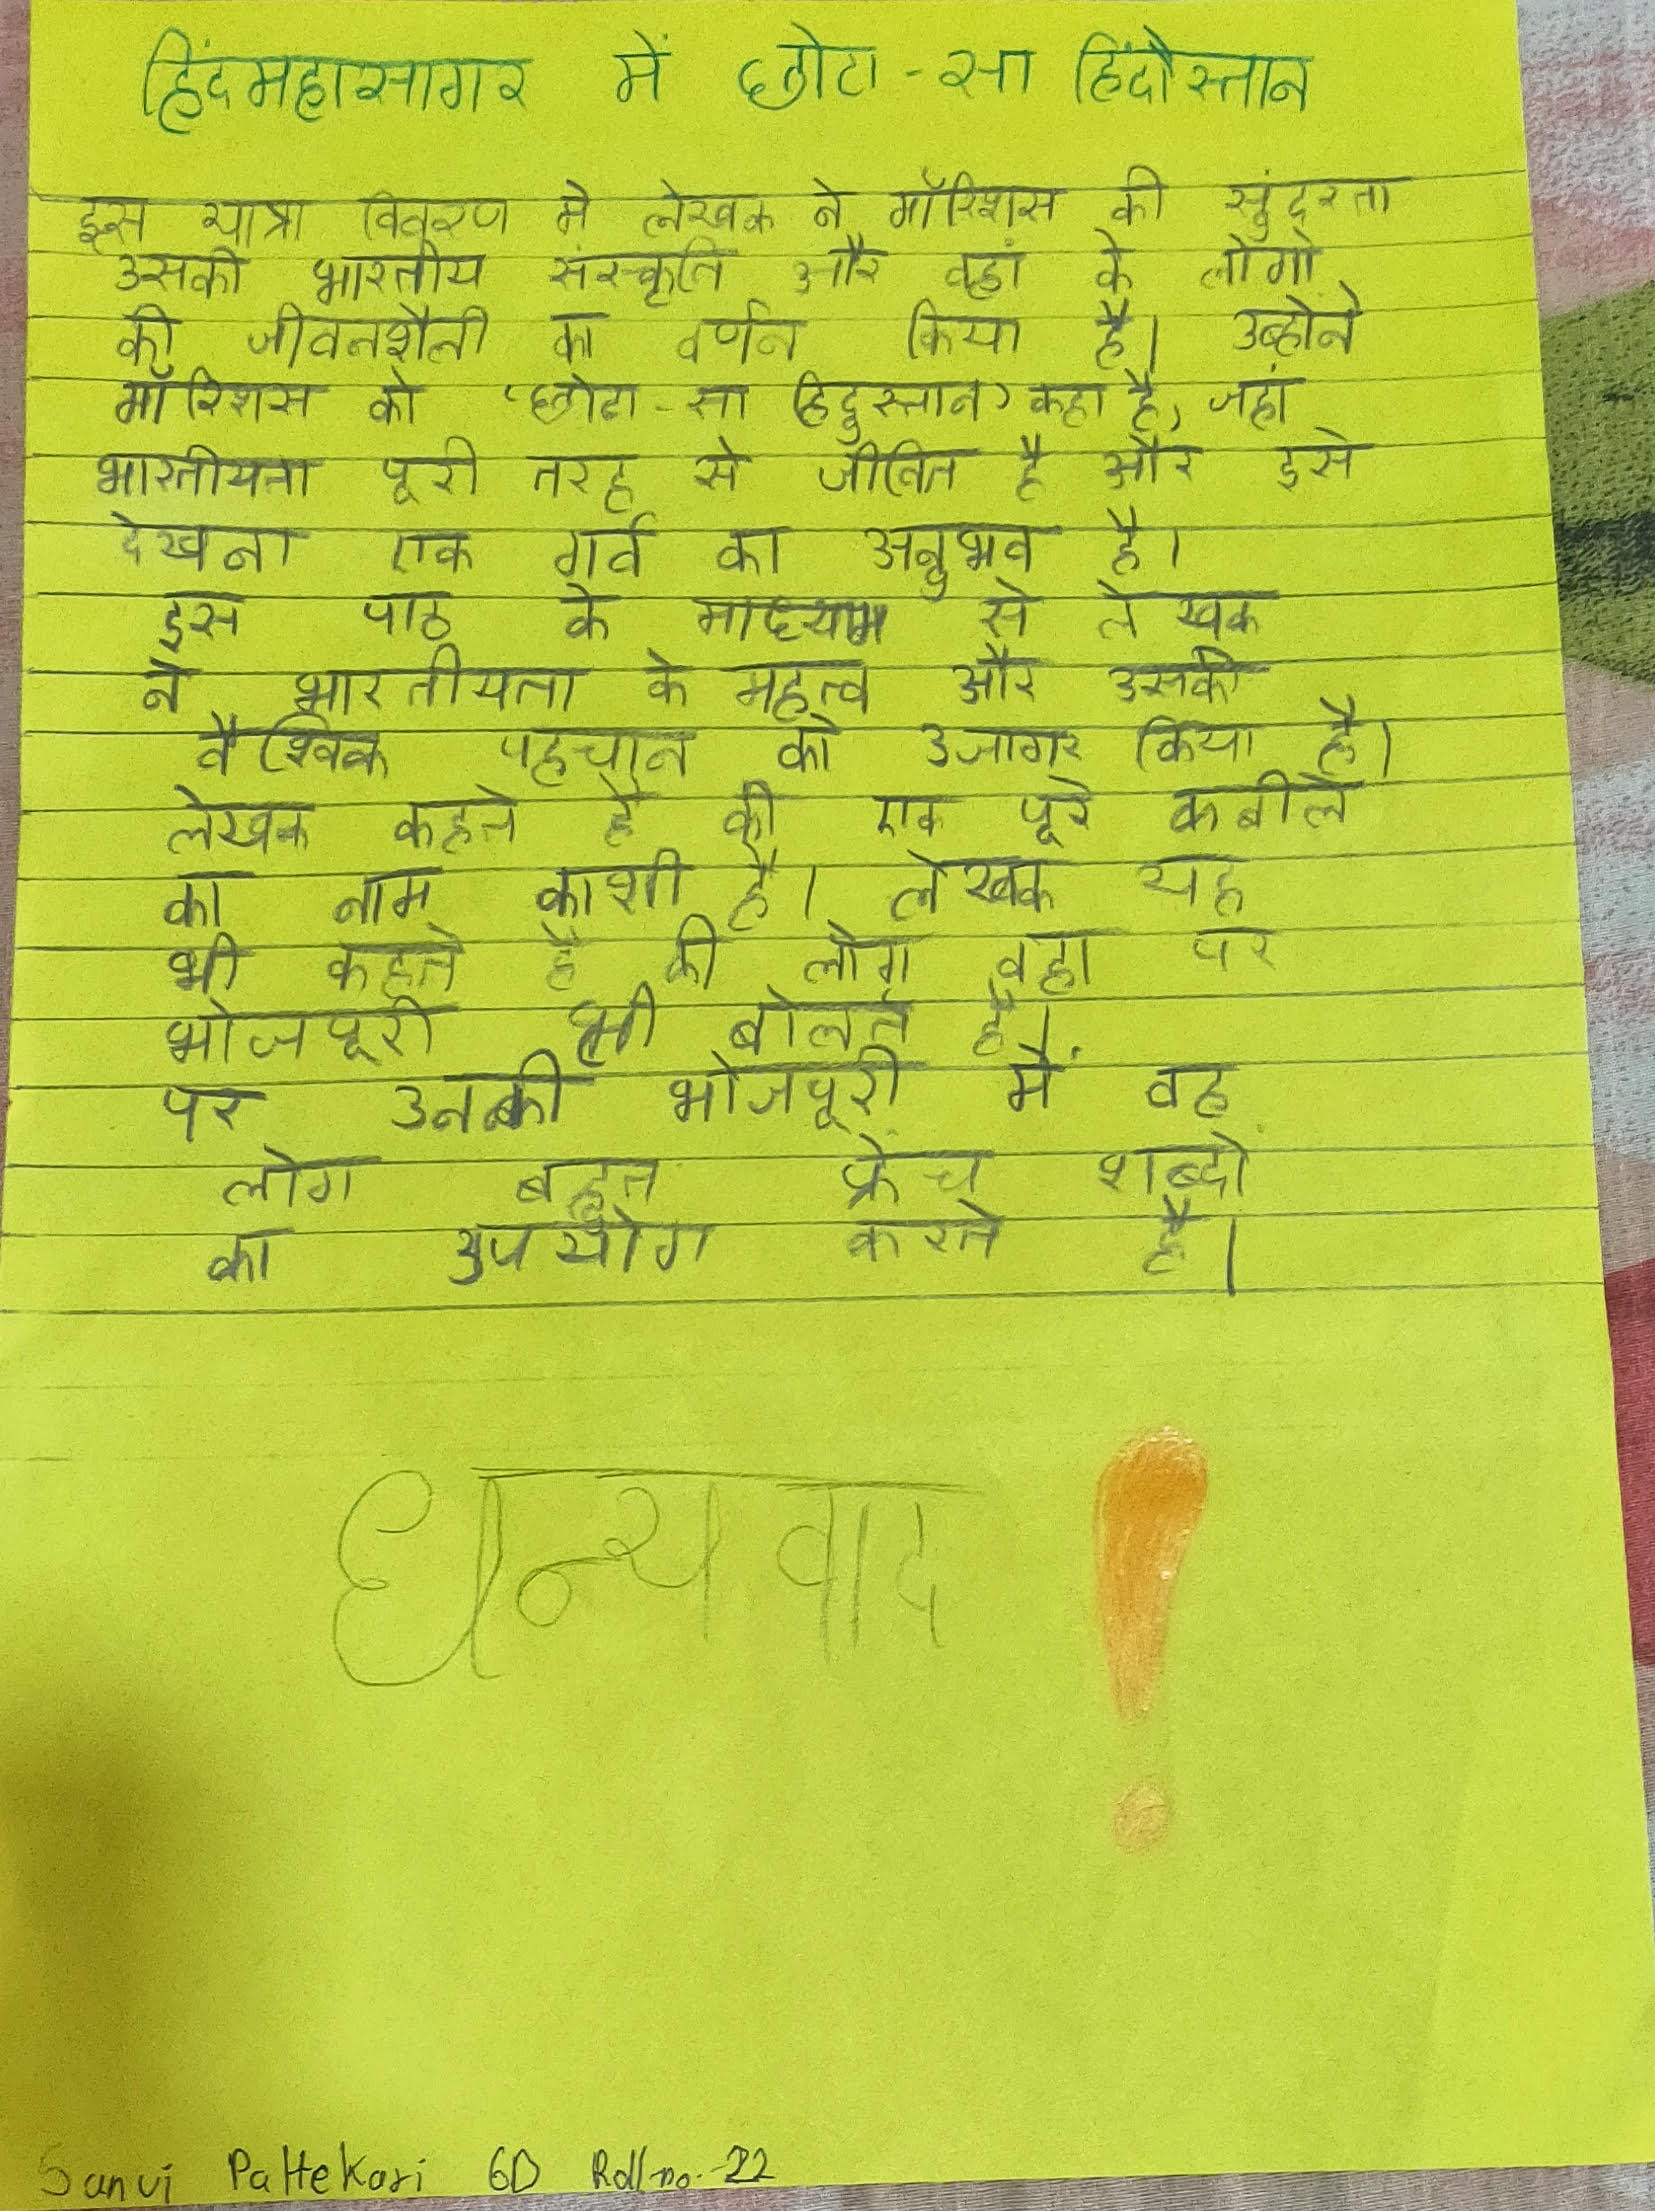 हिंदमहासागर में छोटा-सा हिंदोस्तान
इस यात्रा विवरण मे लेखक ने मॉरिशस की सुंदरता
उसकी भारतीय संस्कृति और वहां के लोगो
की जीवनशैली का वर्णन किया है। उन्होंने
मॉरिशस को 'छोटा-सा हिंदुस्तान' कहा है, जहां
भारतीयता पूरी तरह से जीवित है और इसे
देखना एक गर्व का अनुभव है।
इस पाठ के माध्यम से लेखक
ने भारतीयता के महत्व और उसकी
वैश्विक पहचान को उजागर किया है।
लेखक कहते है की एक पूरे कबीले
का नाम काशी है। लेखक यह
भी कहते है की लोग वहा पर
भोजपूरी भी बोलते है।
पर उनकी भोजपूरी में वह
लोग बहुत फ्रेंच शब्दो
का उपयोग करते है।
धन्यवाद !
Sanvi Pattekari 6D Roll no.-22